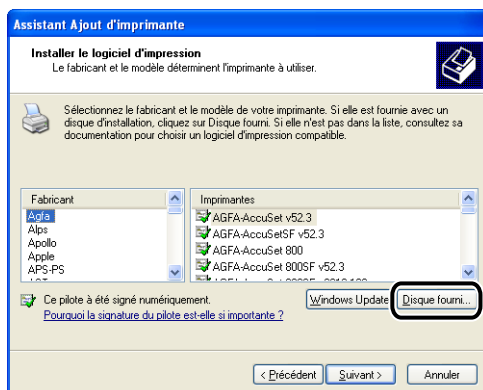 Assistant Ajout d'imprimante
Installer le logiciel d'impression
Le fabricant et le modèle déterminent l'imprimante à utiliser.
Sélectionnez le fabricant et le modèle de votre imprimante. Si elle est fournie avec un
disque d'installation, cliquez sur Disque fourni. Si elle n'est pas dans la liste, consultez sa
documentation pour choisir un logiciel d'impression compatible.
Fabricant
Agfa
Alps
Apollo
Apple
APS-PS
Imprimantes
AGFA-AccuSet v52.3
AGFA-AccuSetSF v52.3
AGFA-AccuSet 800
AGFA-AccuSet 800SF v52.3
Ce pilote à été signé numériquement.
Pourquoi la signature du pilote est-elle si importante ?
Windows Update
Disque fourni...
< Précédent
Suivant >
Annuler